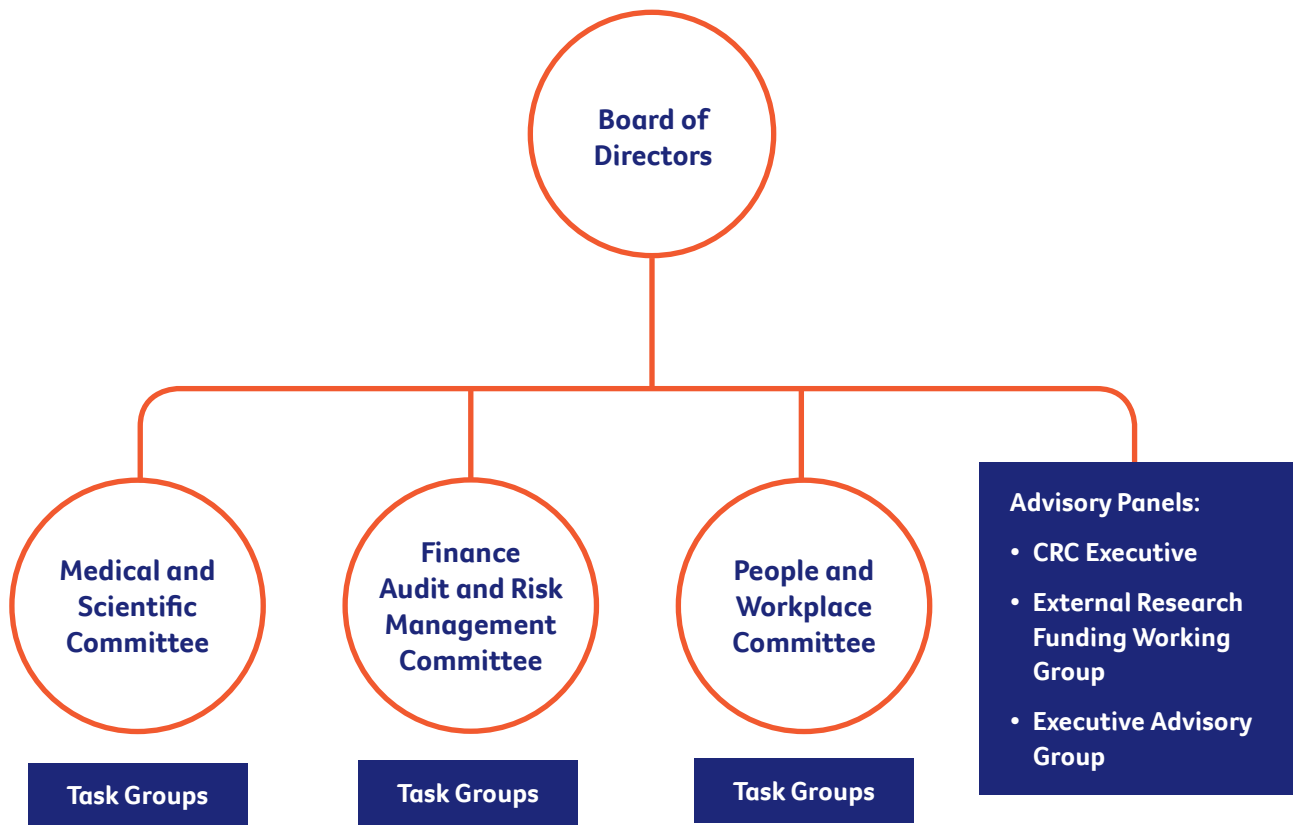 Board of
Directors
Medical and
Scientific
Committee
Finance
Audit and Risk
Management
Committee
People and
Workplace
Committee
Advisory Panels:
• CRC Executive
• External Research
Funding Working
Group
• Executive Advisory
Group
Task Groups
Task Groups
Task Groups